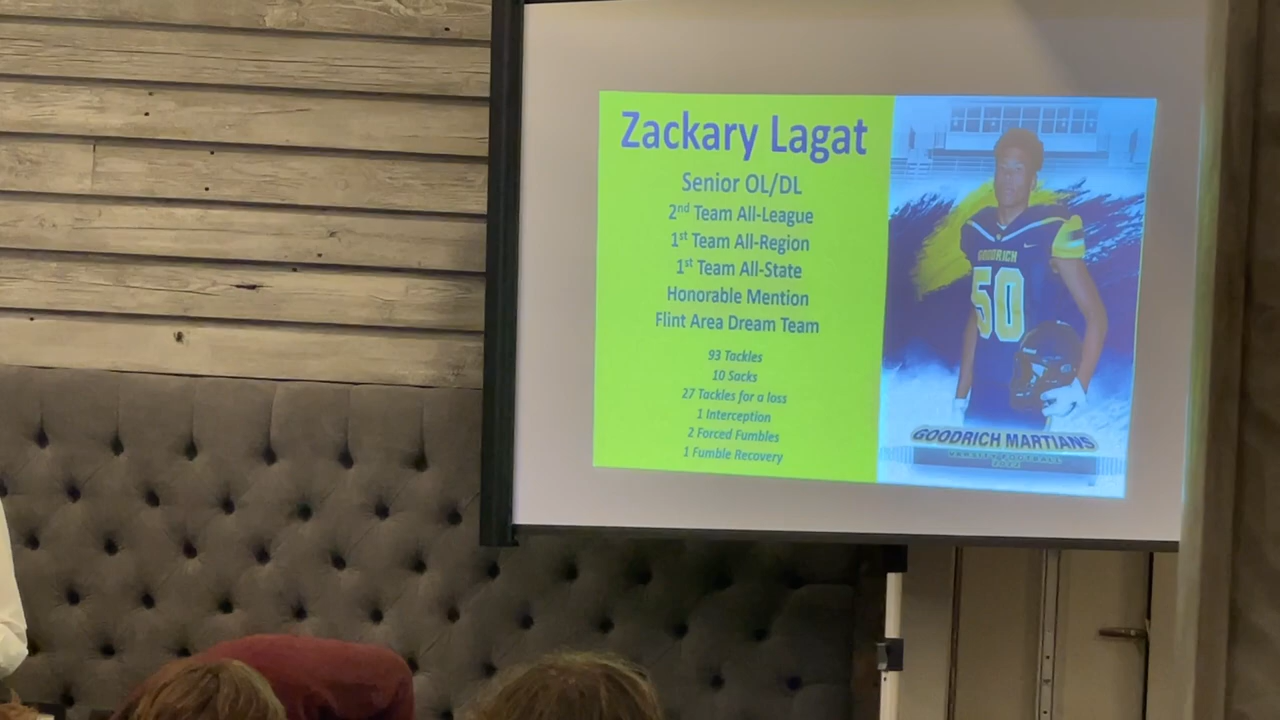 Zackary Lagat
Senior OL/DL
2nd Team All-League
1st Team All-Region
1st Team All-State
Honorable Mention
Flint Area Dream Team
93 Tackles
10 Sacks
27 Tackles for a loss
1 Interception
2 Forced Fumbles
1 Fumble Recovery
GOODRICH
50
GOODRICH MARTIANS
VARSITY FOOTBALL